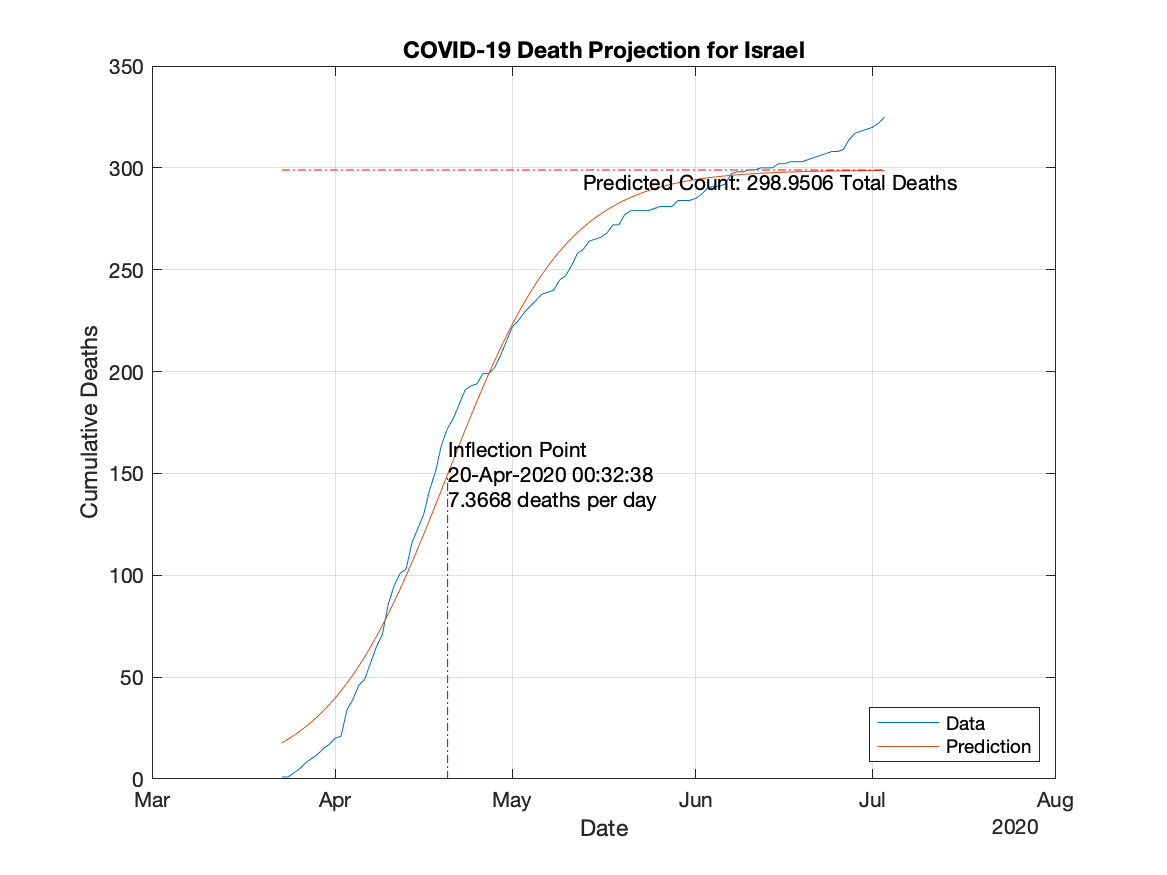 COVID-19 Death Projection for Israel
350
300
250
200
150
100
50
0
Cumulative Deaths
Predicted Count: 298.9506 Total Deaths
Inflection Point
20-Apr-2020 00:32:38
7.3668 deaths per day
Data
Prediction
Mar Apr May Jun Jul Aug
Date
2020